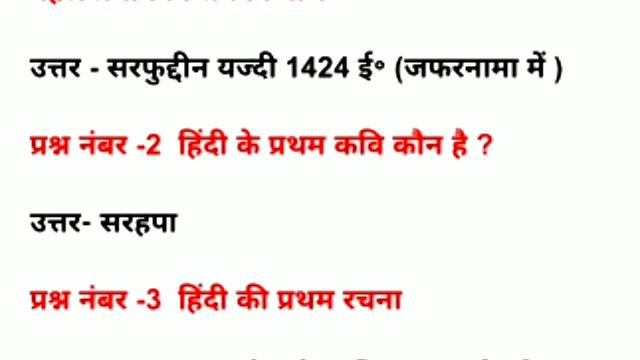 उत्तर - सरफुद्दीन यज्दी 1424 ई॰ (जफरनामा में )
प्रश्न नंबर -2 हिंदी के प्रथम कवि कौन है ?
उत्तर- सरहपा
प्रश्न नंबर -3 हिंदी की प्रथम रचना